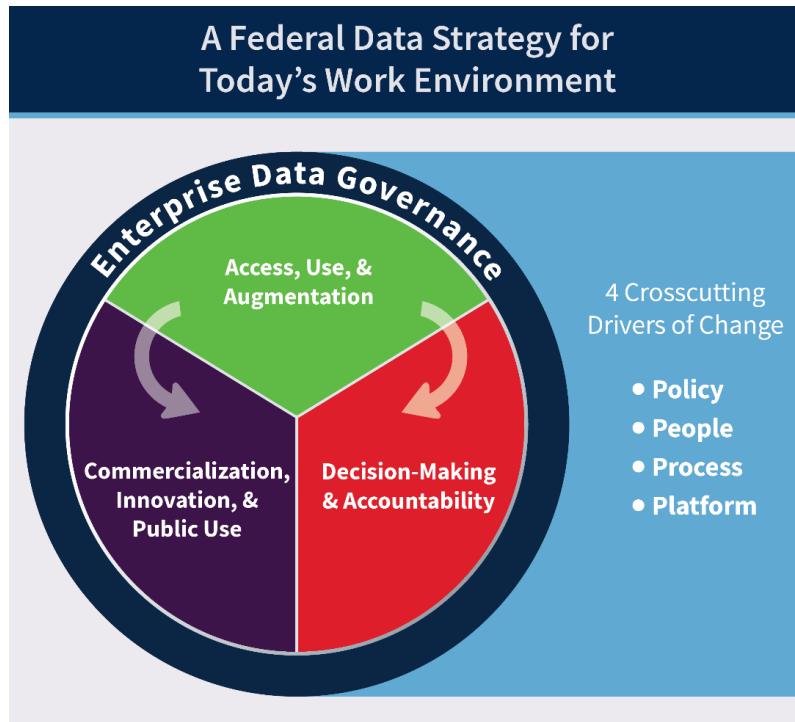 A Federal Data Strategy for
Today's Work Environment
Enterprise Data Governance
Access, Use, &
Augmentation
Commercialization,
Innovation, &
Public Use
Decision-Making
& Accountability
4 Crosscutting
Drivers of Change
• Policy
• People
• Process
• Platform